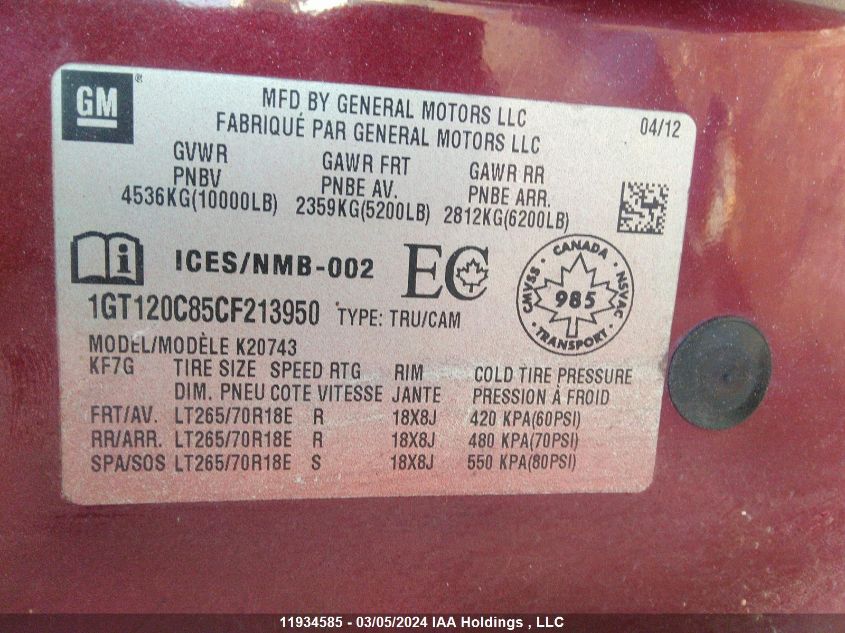 GM ®
MFD BY GENERAL MOTORS LLC
FABRIQUÉ PAR GENERAL MOTORS LLC
04/12
GVWR GAWR FRT GAWR RR
PNBV PNBE AV. PNBE ARR.
4536KG(10000LB) 2359KG(5200LB) 2812KG(6200LB)
i ICES/NMB-002 EC
CANADA
CMVSS 985 NSVAC
TRANSPORT
1GT120C85CF213950 TYPE: TRU/CAM
MODEL/MODÈLE K20743
KF7G TIRE SIZE SPEED RTG RIM COLD TIRE PRESSURE
DIM. PNEU COTE VITESSE JANTE PRESSION À FROID
FRT/AV. LT265/70R18E R 18X8J 420 KPA(60PSI)
RR/ARR. LT265/70R18E R 18X8J 480 KPA(70PSI)
SPA/SOS LT265/70R18E S 18X8J 550 KPA(80PSI)
11934585 - 03/05/2024 IAA Holdings , LLC